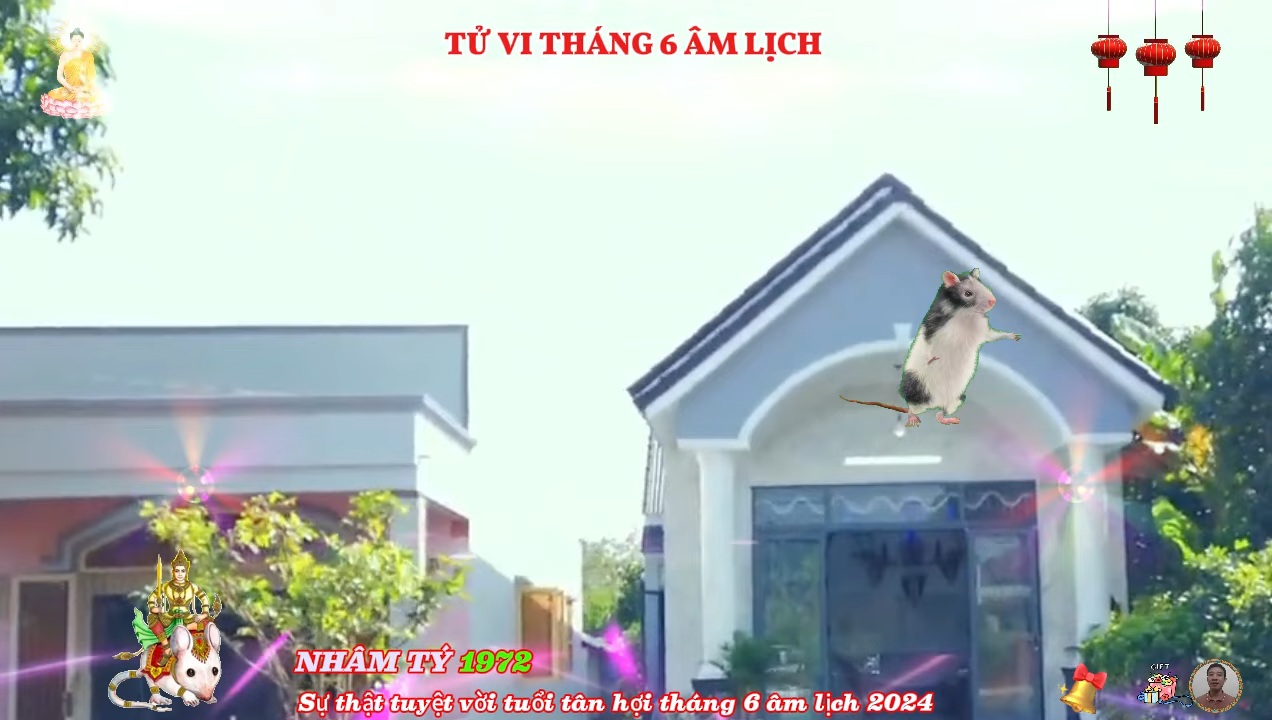 TỬ VI THÁNG 6 ÂM LỊCH
NHÂM TÝ 1972
Sự thật tuyệt vời tuổi tân hợi tháng 6 âm lịch 2024
GIFT